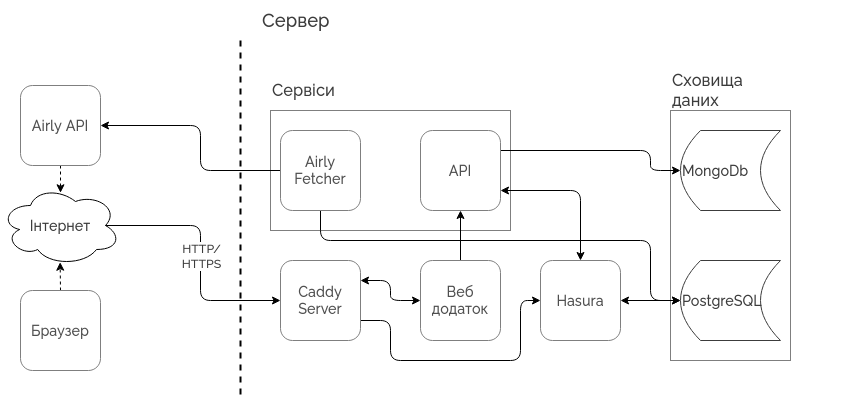 Сервер
Сховища
даних
Сервіси
Airly API
Airly
Fetcher
АПІ
MongoDb
Інтернет
HTTP/
HTTPS
Caddy
Server
Веб
додаток
Hasura
PostgreSQL
Браузер